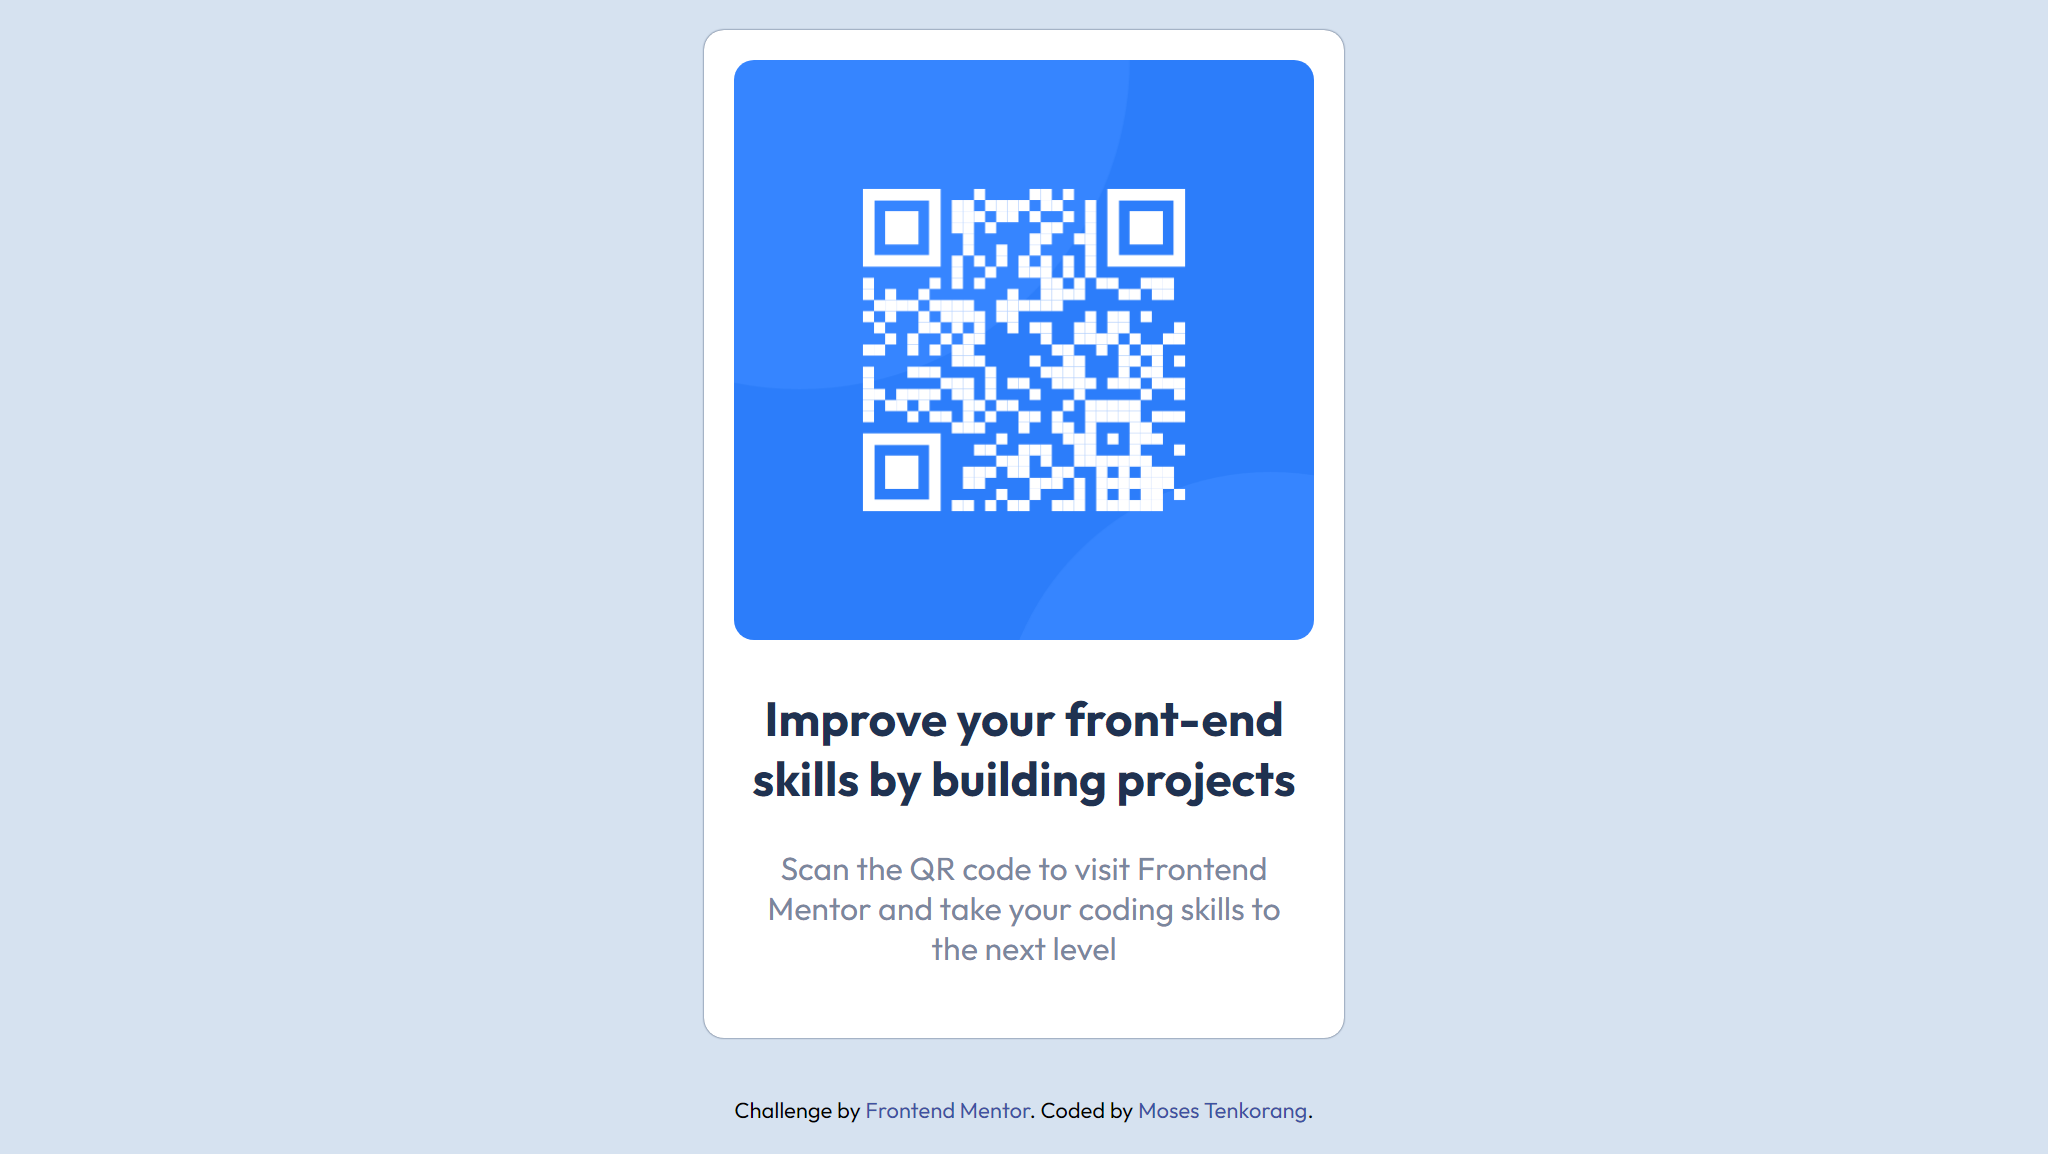 Improve your front-end
skills by building projects
Scan the QR code to visit Frontend
Mentor and take your coding skills to
the next level
Challenge by Frontend Mentor. Coded by Moses Tenkorang.